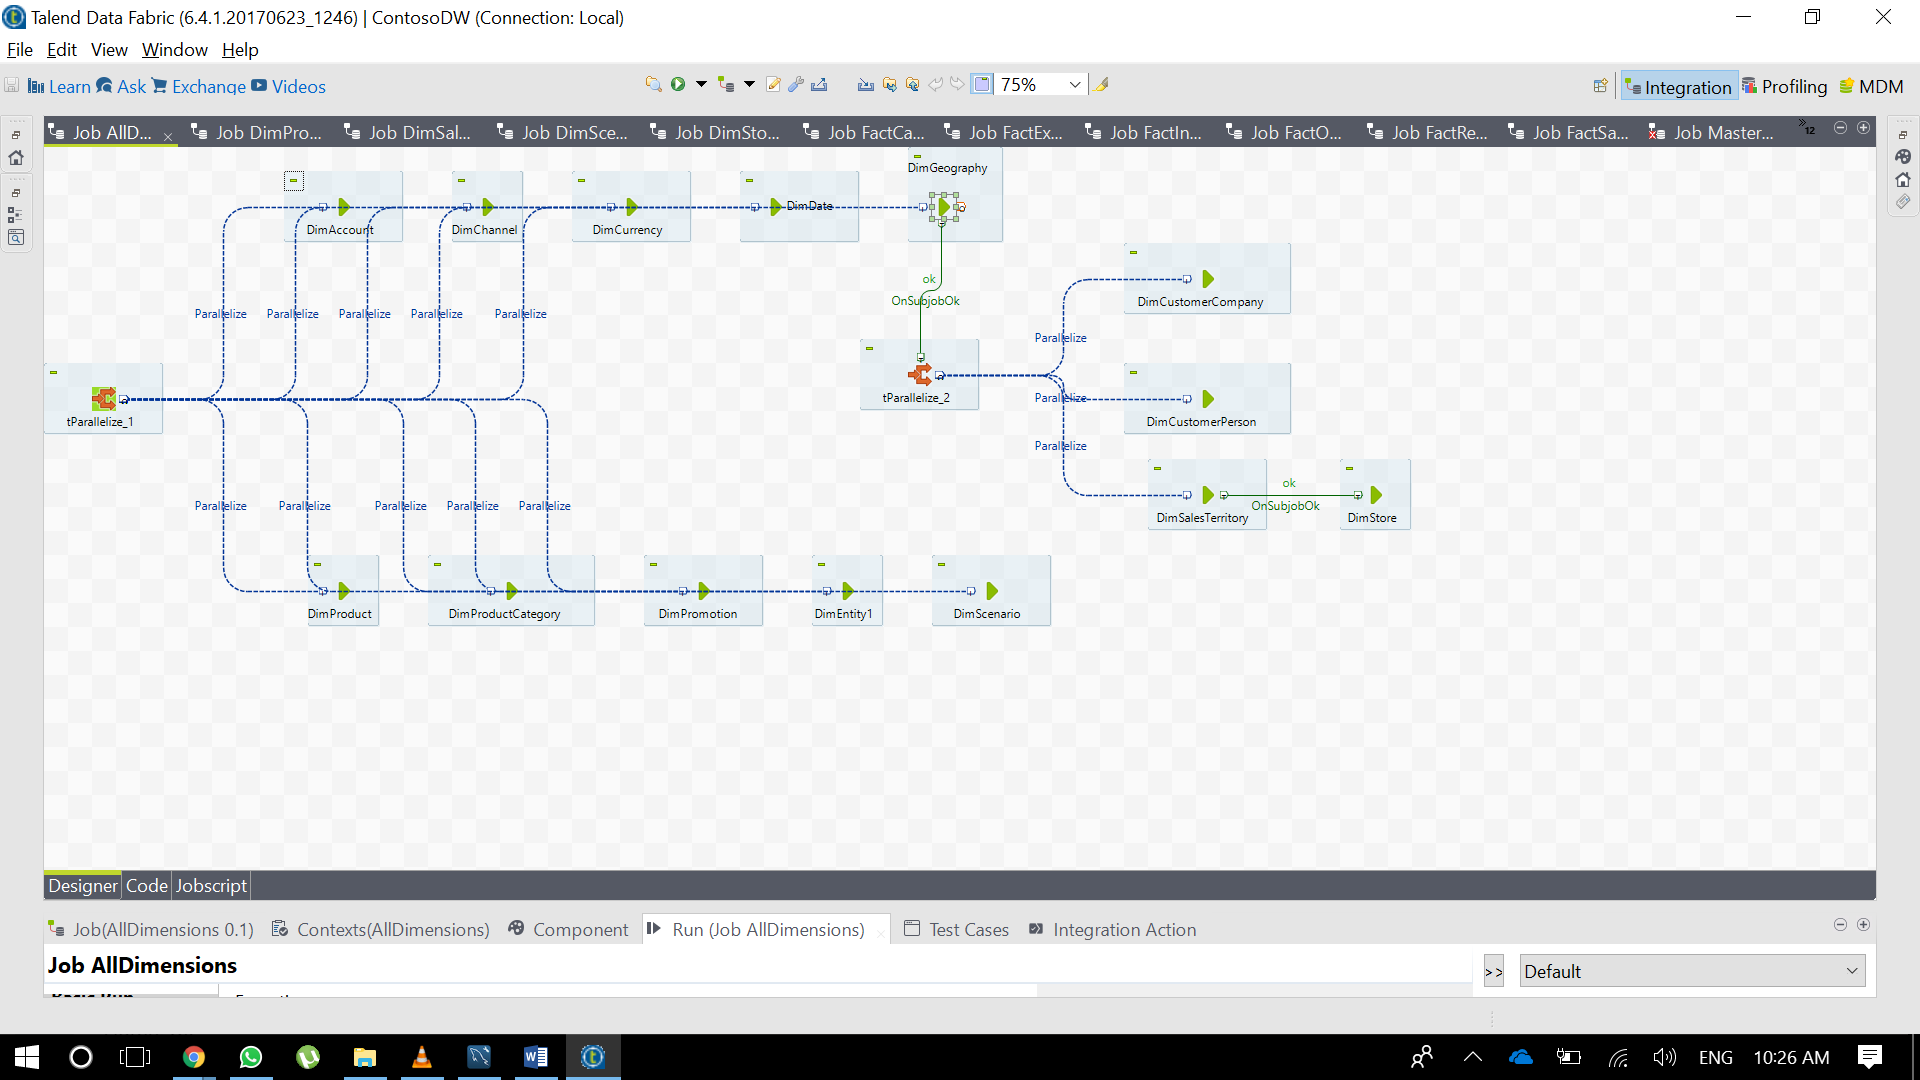 Talend Data Fabric (6.4.1.20170623_1246) | ContosoDW (Connection: Local)
File Edit View Window Help
Learn Ask Exchange Videos 75% Integration Profiling MDM
Job AllD... Job DimPro... Job DimSal... Job DimSce... Job DimSto... Job FactCa... Job FactEx... Job FactIn... Job FactO... Job FactRe... Job FactSa... Job Master... 12
DimGeography
DimDate
DimAccount DimChannel DimCurrency
ok
OnSubjobOk
DimCustomerCompany
Parallelize Parallelize Parallelize Parallelize Parallelize
Parallelize
tParallelize_2
Parallelize
tParallelize_1
DimCustomerPerson
Parallelize
ok
OnSubjobOk
Parallelize Parallelize Parallelize Parallelize Parallelize
DimSalesTerritory DimStore
DimProduct DimProductCategory DimPromotion DimEntity1 DimScenario
Designer Code Jobscript
Job(AllDimensions 0.1) Contexts(AllDimensions) Component Run (Job AllDimensions) Test Cases Integration Action
Job AllDimensions
>> Default
ENG 10:26 AM